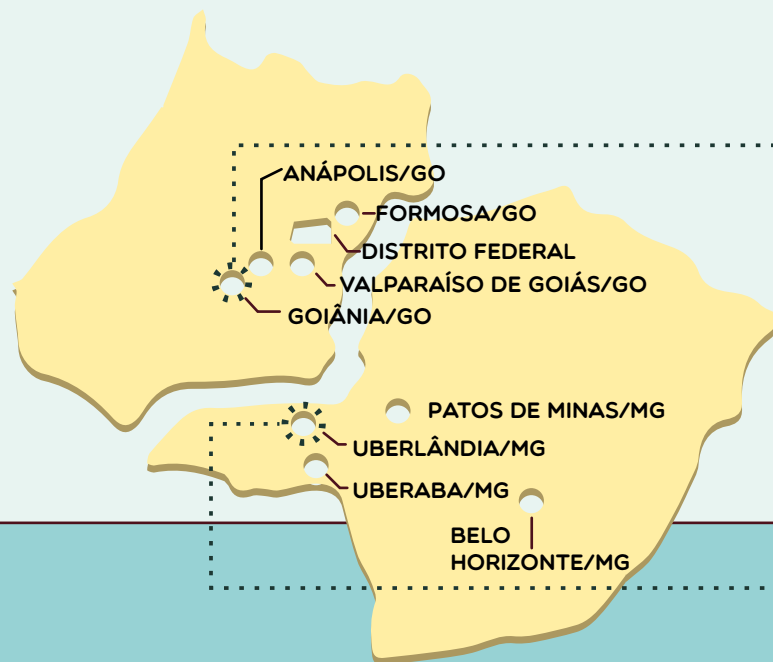 ANÁPOLIS/GO
FORMOSA/GO
DISTRITO FEDERAL
VALPARAÍSO DE GOIÁS/GO
GOIÂNIA/GO
PATOS DE MINAS/MG
UBERLÂNDIA/MG
UBERABA/MG
BELO
HORIZONTE/MG